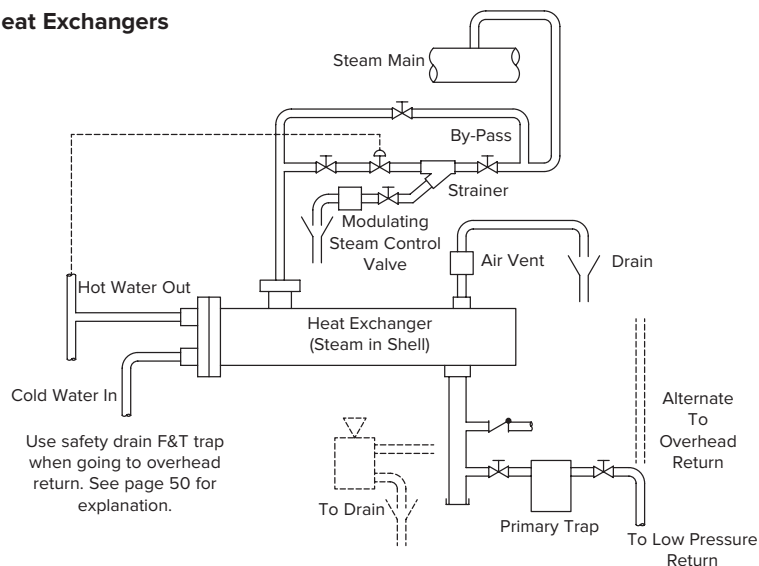 eat Exchangers
Steam Main
By-Pass
Strainer
Modulating
Steam Control
Valve
Air Vent
Drain
Hot Water Out
Heat Exchanger
(Steam in Shell)
Cold Water In
Alternate
To
Overhead
Return
Use safety drain F&T trap
when going to overhead
return. See page 50 for
explanation.
To Drain
Primary Trap
To Low Pressure
Return